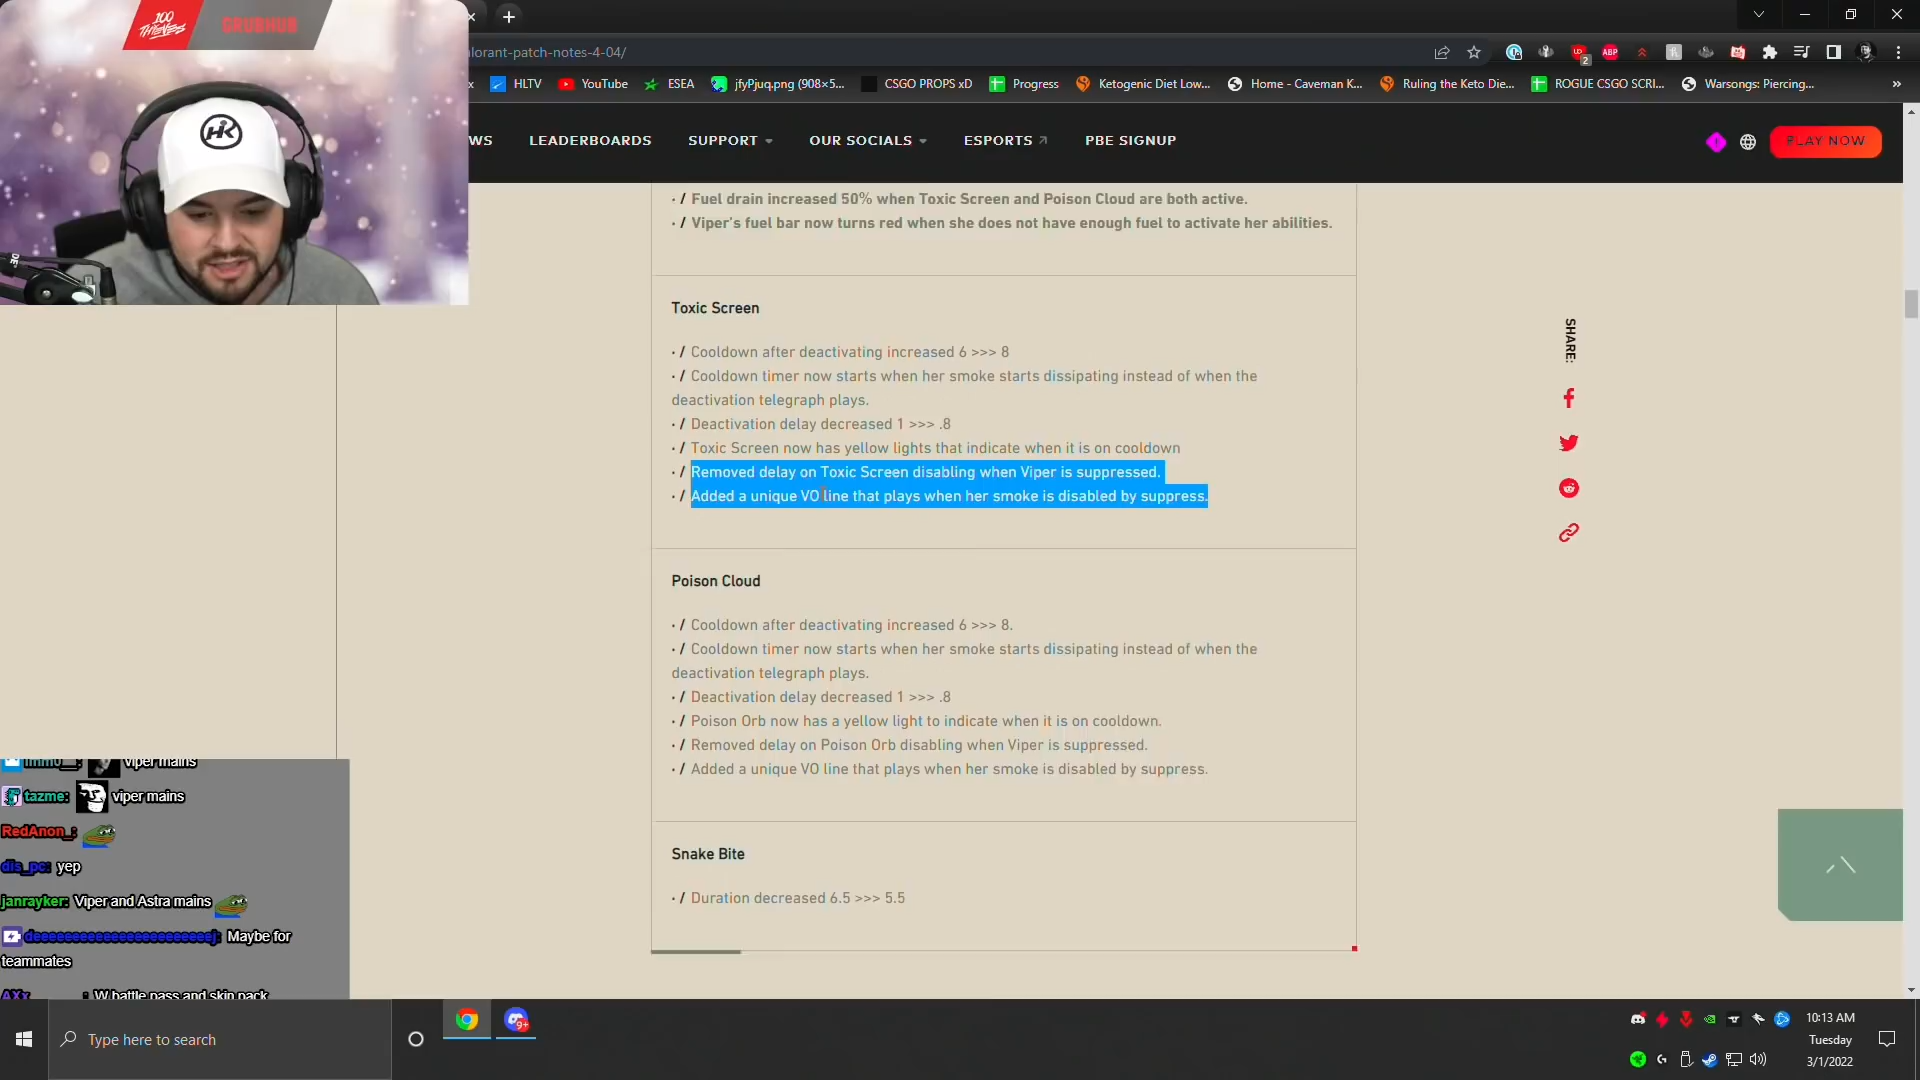 100 THIEVES
GRUBHUB
lorant-patch-notes-4-04/
HLTV YouTube ESEA jfyPjuq.png (908×5... CSGO PROPS xD Progress Ketogenic Diet Low... Home - Caveman K... Ruling the Keto Die... ROGUE CSGO SCRI... Warsongs: Piercing... »
WS LEADERBOARDS SUPPORT OUR SOCIALS ESPORTS PBE SIGNUP PLAY NOW
· / Fuel drain increased 50% when Toxic Screen and Poison Cloud are both active.
· / Viper's fuel bar now turns red when she does not have enough fuel to activate her abilities.
Toxic Screen
· / Cooldown after deactivating increased 6 >>> 8
· / Cooldown timer now starts when her smoke starts dissipating instead of when the
deactivation telegraph plays.
· / Deactivation delay decreased 1 >>> .8
· / Toxic Screen now has yellow lights that indicate when it is on cooldown
· / Removed delay on Toxic Screen disabling when Viper is suppressed.
· / Added a unique VO line that plays when her smoke is disabled by suppress.
SHARE:
Poison Cloud
· / Cooldown after deactivating increased 6 >>> 8.
· / Cooldown timer now starts when her smoke starts dissipating instead of when the
deactivation telegraph plays.
· / Deactivation delay decreased 1 >>> .8
· / Poison Orb now has a yellow light to indicate when it is on cooldown.
· / Removed delay on Poison Orb disabling when Viper is suppressed.
· / Added a unique VO line that plays when her smoke is disabled by suppress.
Snake Bite
· / Duration decreased 6.5 >>> 5.5
viper mains
tazme: viper mains
RedAnon_:
dis_pc: yep
janrayker: Viper and Astra mains
Maybe for
teammates
: W battle pass and skin pack
Type here to search
9+
10:13 AM
Tuesday
3/1/2022